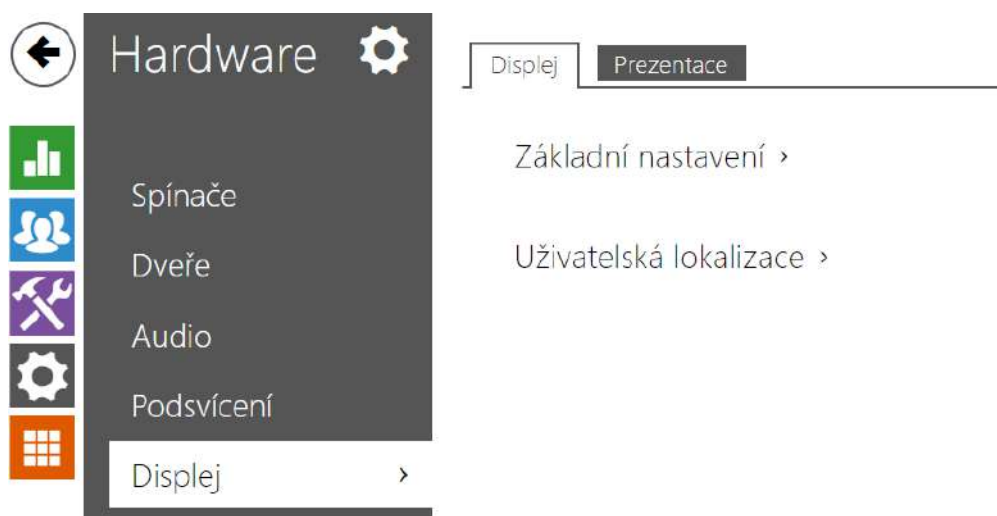 Hardware
Spínače
Dveře
Audio
Podsvícení
Displej
Displej
Prezentace
Základní nastavení
Uživatelská lokalizace